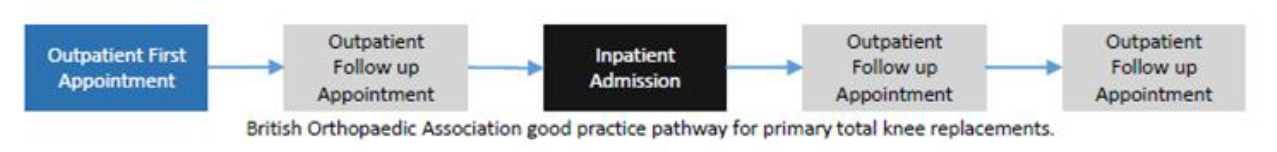 Outpatient First
Appointment
Outpatient
Follow up
Appointment
Inpatient
Admission
Outpatient
Follow up
Appointment
Outpatient
Follow up
Appointment
British Orthopaedic Association good practice pathway for primary total knee replacements.